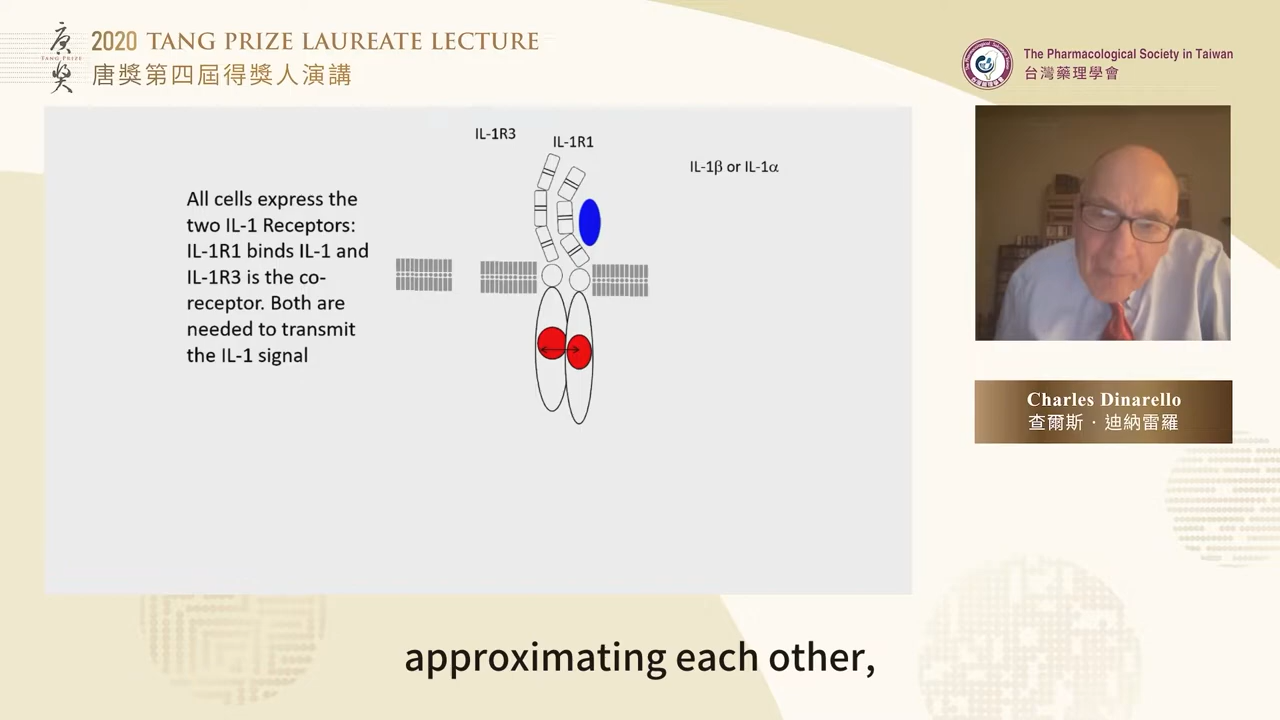 庚
TANG PRIZE
奖
2020 TANG PRIZE LAUREATE LECTURE
唐獎第四屆得獎人演講
The Pharmacological Society in Taiwan
台灣藥理學會
IL-1R3
IL-1R1
IL-1β or IL-1α
All cells express the
two IL-1 Receptors:
IL-1R1 binds IL-1 and
IL-1R3 is the co-
receptor. Both are
needed to transmit
the IL-1 signal
Charles Dinarello
查爾斯·迪納雷羅
approximating each other,